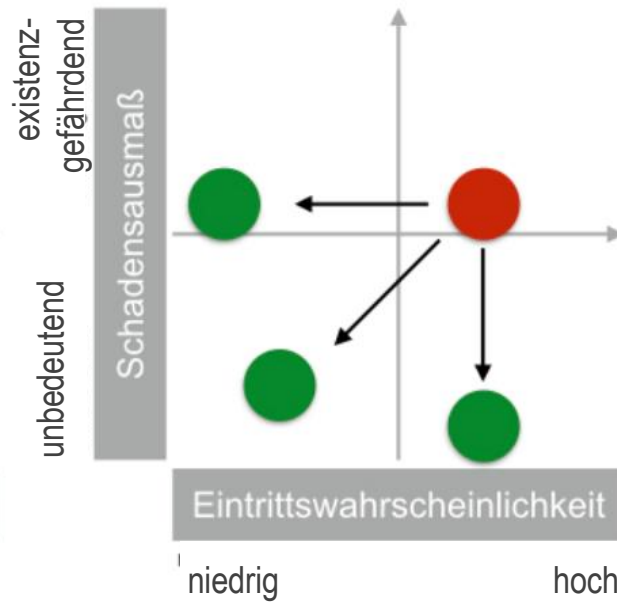 existenz-
gefährdend
Schadensausmaß
unbedeutend
Eintrittswahrscheinlichkeit
niedrig
hoch